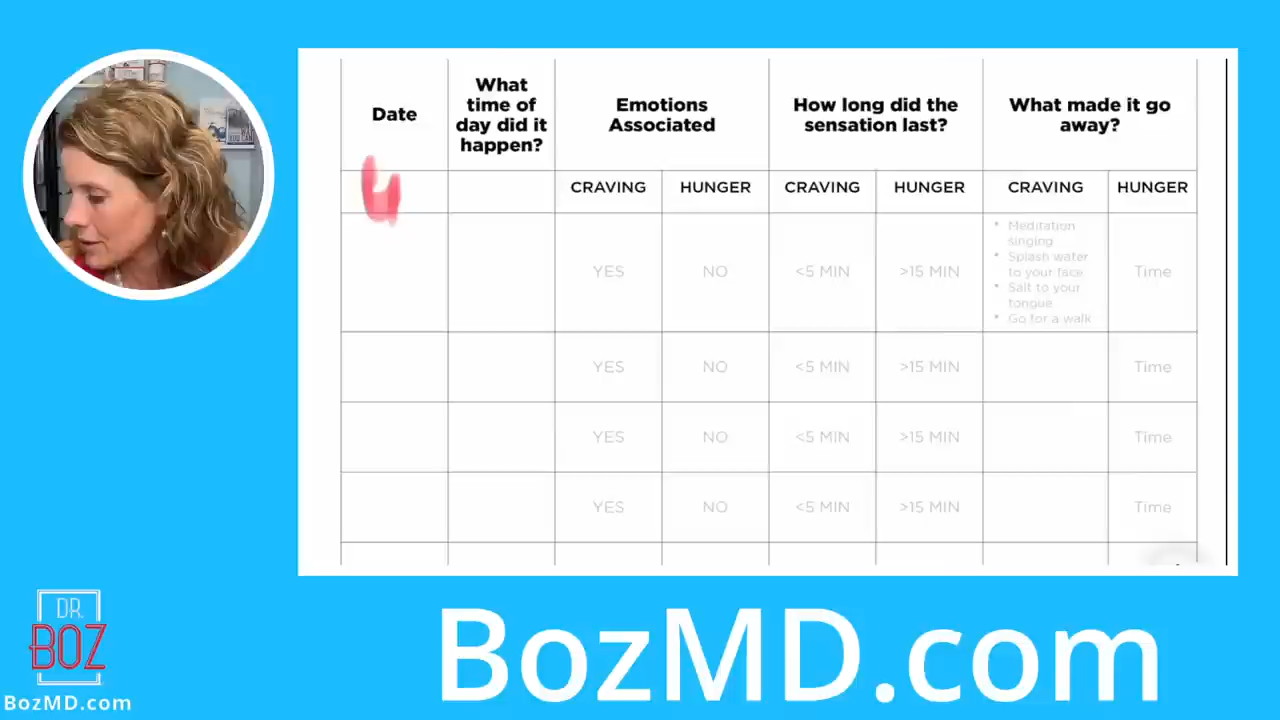 Date
What
time of
day did it
happen?
Emotions
Associated
How long did the
sensation last?
What made it go
away?
CRAVING HUNGER CRAVING HUNGER CRAVING HUNGER
YES NO <5 MIN >15 MIN
• Meditation
singing
• Splash water
to your face
• Salt to your
tongue
• Go for a walk
Time
YES NO <5 MIN >15 MIN Time
YES NO <5 MIN >15 MIN Time
YES NO <5 MIN >15 MIN Time
DR.
BOZ
BozMD.com
BozMD.com